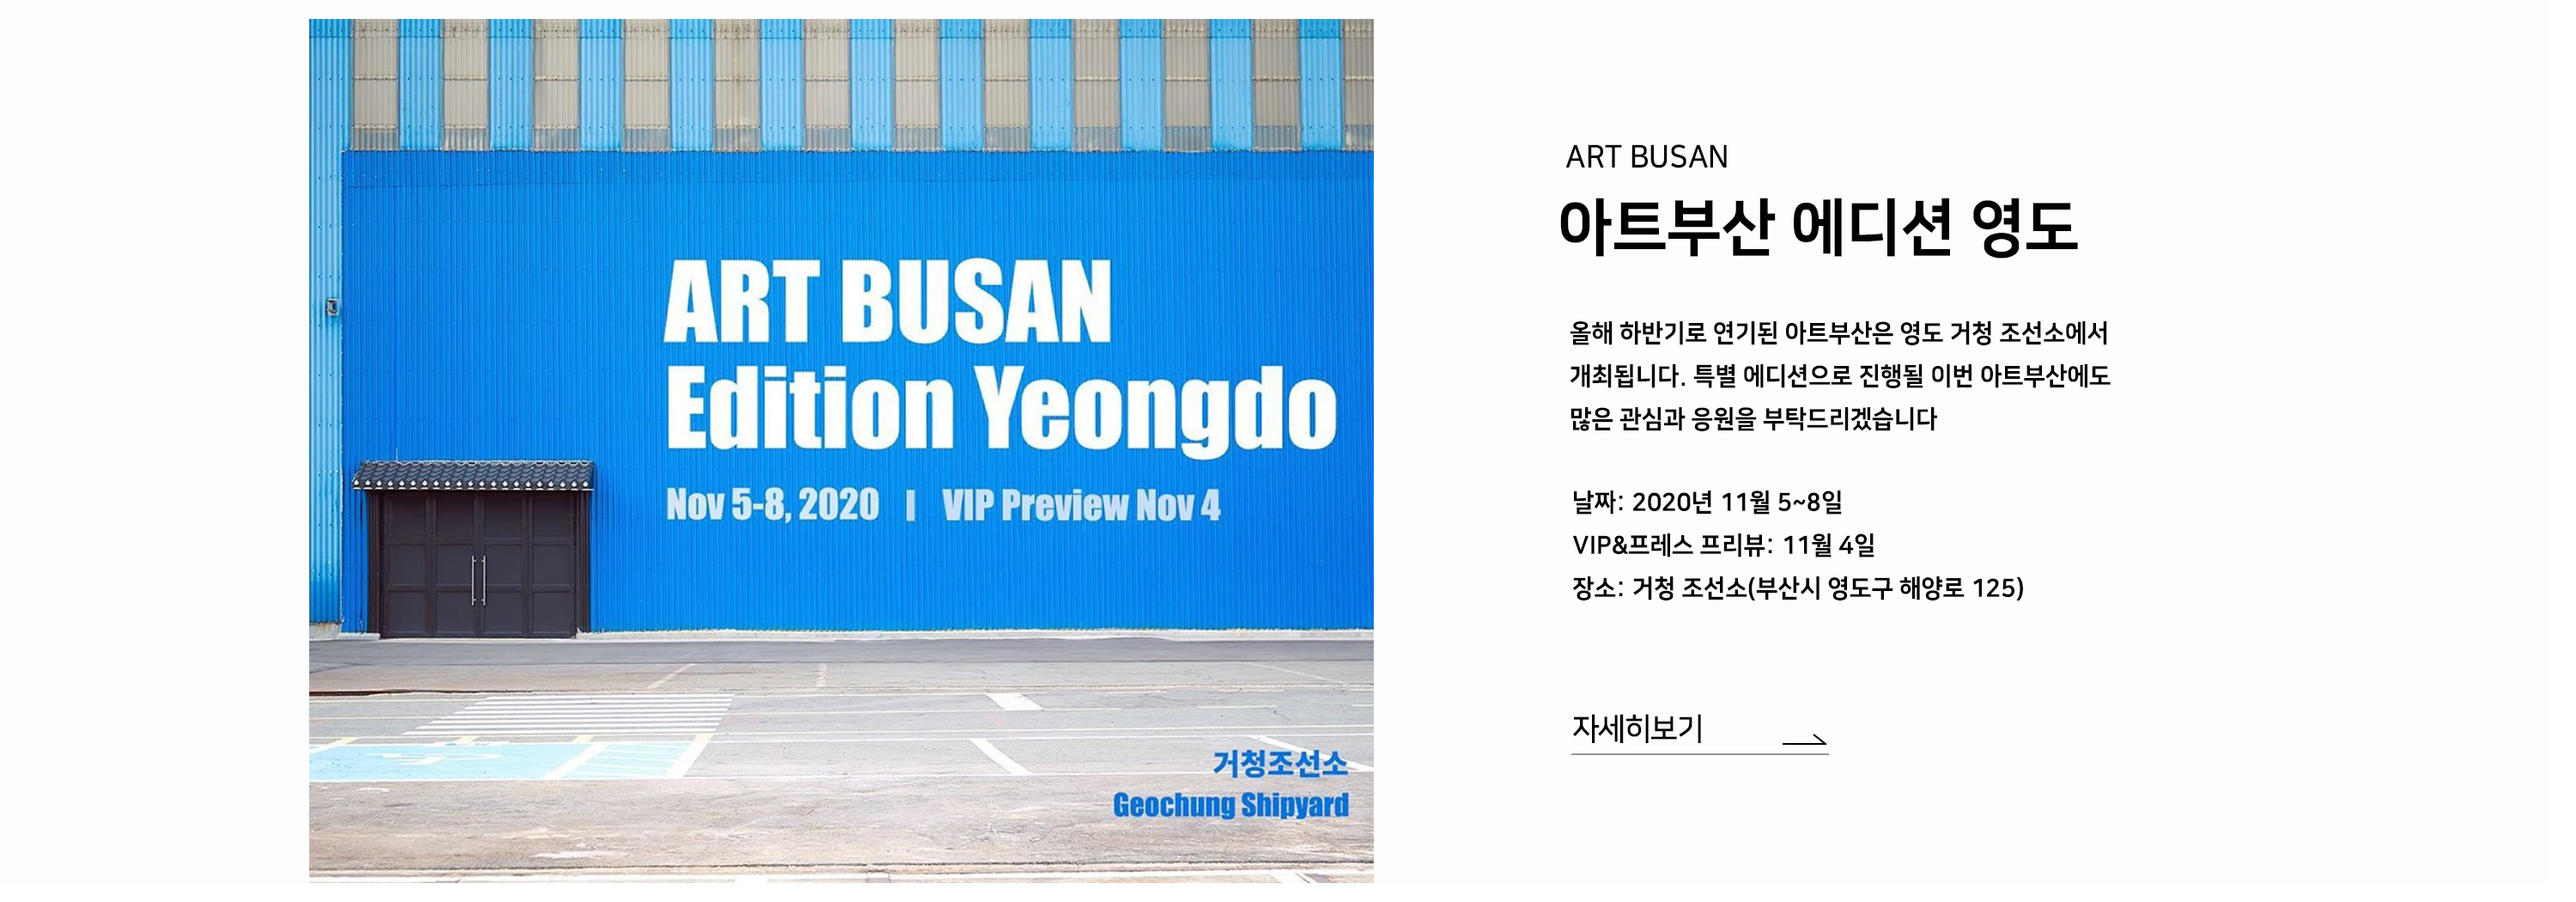 ART BUSAN
Edition Yeongdo
Nov 5-8, 2020 | VIP Preview Nov 4
거청조선소
Geochung Shipyard
ART BUSAN
아트부산 에디션 영도
올해 하반기로 연기된 아트부산은 영도 거청 조선소에서
개최됩니다. 특별 에디션으로 진행될 이번 아트부산에도
많은 관심과 응원을 부탁드리겠습니다
날짜: 2020년 11월 5~8일
VIP&프레스 프리뷰: 11월 4일
장소: 거청 조선소(부산시 영도구 해양로 125)
자세히보기